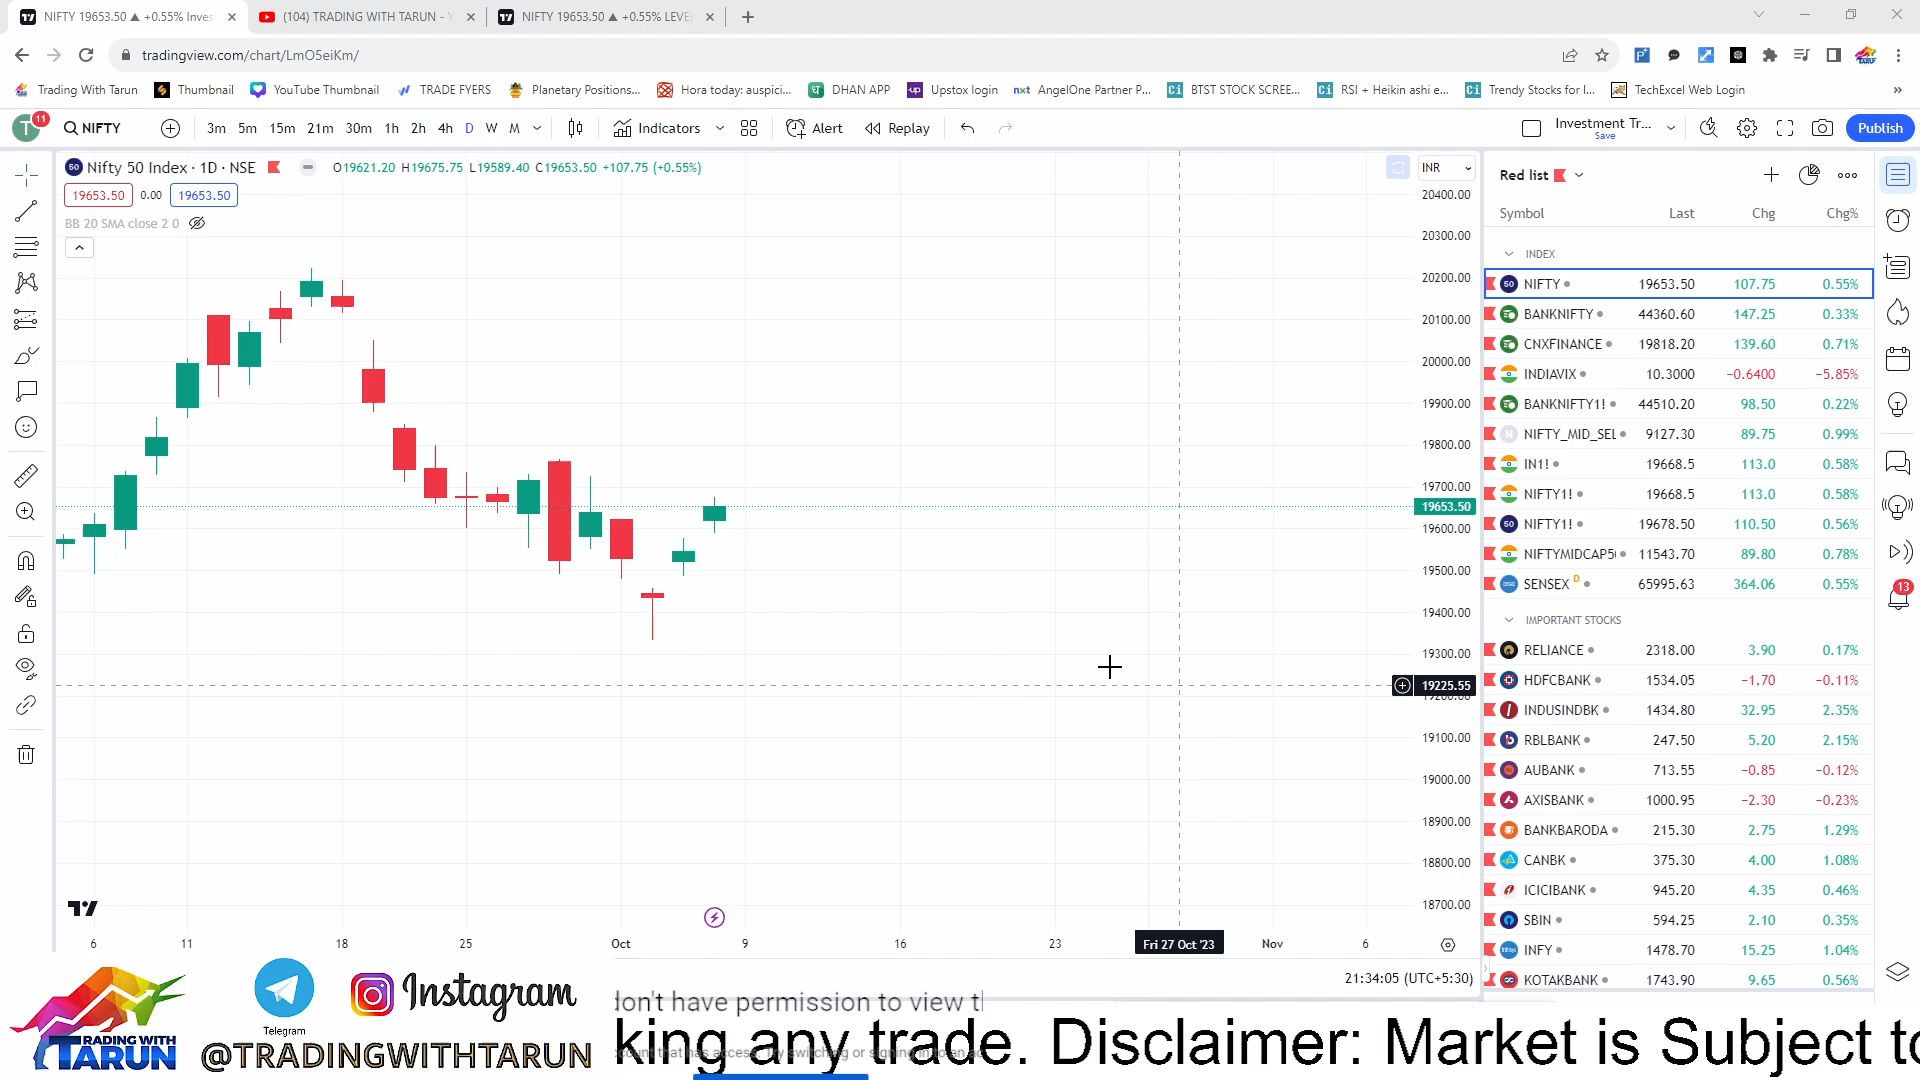 NIFTY 19653.50 ▲ +0.55% Inves
(104) TRADING WITH TARUN - Y
NIFTY 19653.50 ▲ +0.55% LEVE
tradingview.com/chart/LmO5eiKm/
Trading With Tarun Thumbnail YouTube Thumbnail TRADE FYERS Planetary Positions... Hora today: auspici... DHAN APP Upstox login AngelOne Partner P... BTST STOCK SCREE... RSI + Heikin ashi e... Trendy Stocks for I... TechExcel Web Login »
T 11 NIFTY 3m 5m 15m 21m 30m 1h 2h 4h D W M Indicators Alert Replay Investment Tr... Save Publish
Nifty 50 Index · 1D · NSE O19621.20 H19675.75 L19589.40 C19653.50 +107.75 (+0.55%)
19653.50 0.00 19653.50
BB 20 SMA close 2 0
INR
20400.00
20300.00
20200.00
20100.00
20000.00
19900.00
19800.00
19700.00
19653.50
19600.00
19500.00
19400.00
19300.00
19225.55
19100.00
19000.00
18900.00
18800.00
18700.00
6 11 18 25 Oct 9 16 23 Fri 27 Oct '23 Nov 6
21:34:05 (UTC+5:30)
Red list
Symbol Last Chg Chg%
INDEX
NIFTY 19653.50 107.75 0.55%
BANKNIFTY 44360.60 147.25 0.33%
CNXFINANCE 19818.20 139.60 0.71%
INDIAVIX 10.3000 −0.6400 −5.85%
BANKNIFTY1! 44510.20 98.50 0.22%
NIFTY_MID_SEL 9127.30 89.75 0.99%
IN1! 19668.5 113.0 0.58%
NIFTY1! 19668.5 113.0 0.58%
NIFTY1! 19678.50 110.50 0.56%
NIFTYMIDCAP5 11543.70 89.80 0.78%
SENSEX D 65995.63 364.06 0.55%
IMPORTANT STOCKS
RELIANCE 2318.00 3.90 0.17%
HDFCBANK 1534.05 −1.70 −0.11%
INDUSINDBK 1434.80 32.95 2.35%
RBLBANK 247.50 5.20 2.15%
AUBANK 713.55 −0.85 −0.12%
AXISBANK 1000.95 −2.30 −0.23%
BANKBARODA 215.30 2.75 1.29%
CANBK 375.30 4.00 1.08%
ICICIBANK 945.20 4.35 0.46%
SBIN 594.25 2.10 0.35%
INFY 1478.70 15.25 1.04%
KOTAKBANK 1743.90 9.65 0.56%
13
TRADING WITH
TARUN
Telegram
Instagram
@TRADINGWITHTARUN
don't have permission to view t
king any trade. Disclaimer: Market is Subject to